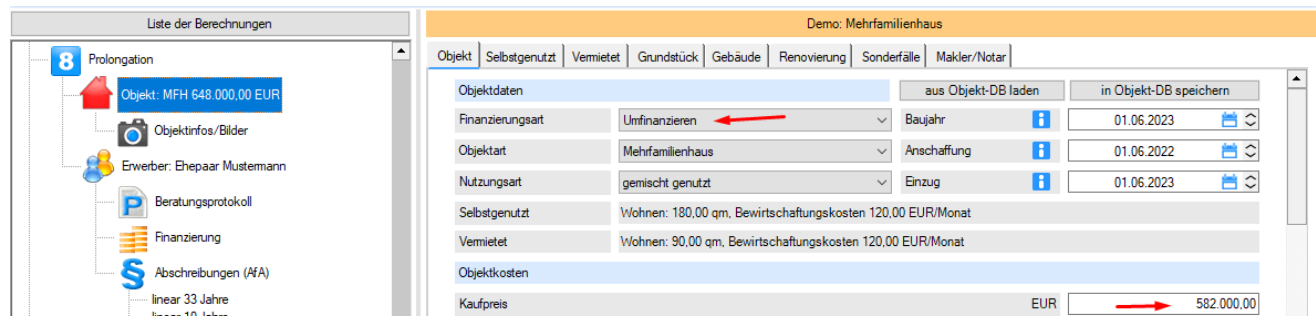 Liste der Berechnungen
Demo: Mehrfamilienhaus
8 Prolongation
Objekt: MFH 648.000,00 EUR
Objektinfos/Bilder
Erwerber: Ehepaar Mustermann
P Beratungsprotokoll
Finanzierung
§ Abschreibungen (AfA)
linear 33 Jahre
linear 10 Jahre
Objekt Selbstgenutzt Vermietet Grundstück Gebäude Renovierung Sonderfälle Makler/Notar
Objektdaten aus Objekt-DB laden in Objekt-DB speichern
Finanzierungsart Umfinanzieren Baujahr i 01.06.2023
Objektart Mehrfamilienhaus Anschaffung i 01.06.2022
Nutzungsart gemischt genutzt Einzug i 01.06.2023
Selbstgenutzt Wohnen: 180,00 qm, Bewirtschaftungskosten 120,00 EUR/Monat
Vermietet Wohnen: 90,00 qm, Bewirtschaftungskosten 120,00 EUR/Monat
Objektkosten
Kaufpreis EUR 582.000,00